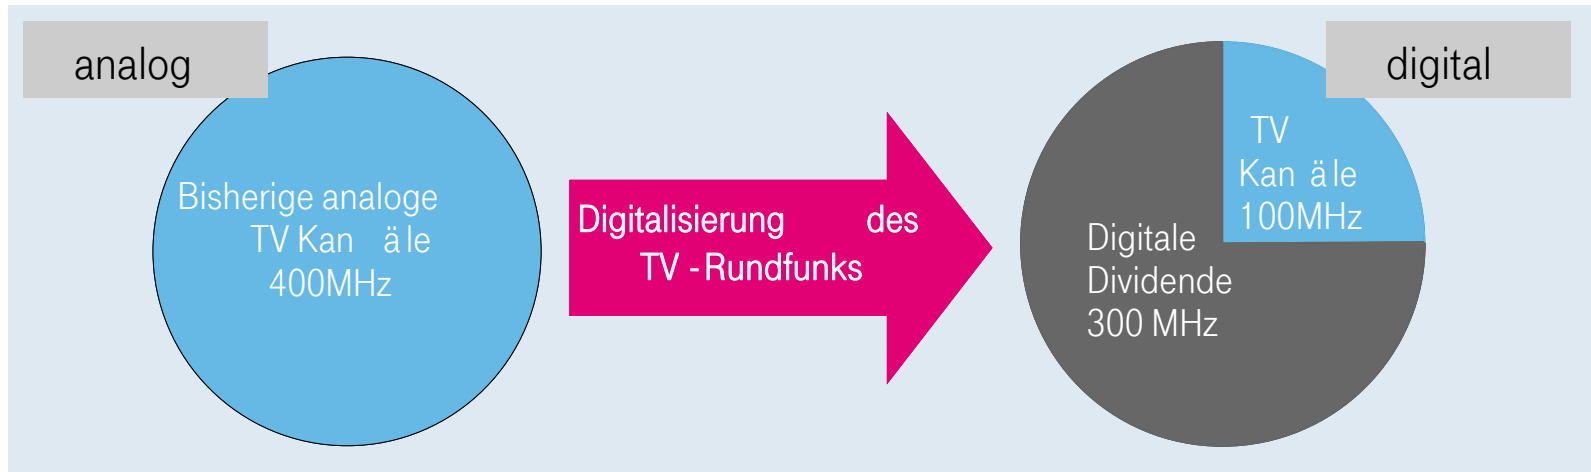 analog
Bisherige analoge
TV Kan äle
400MHz
Digitalisierung des
TV -Rundfunks
digital
TV
Kan äle
100MHz
Digitale
Dividende
300 MHz